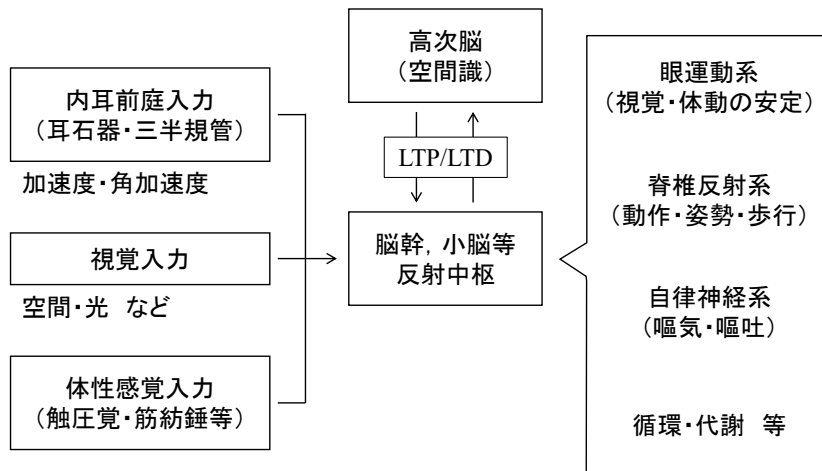 高次脳
(空間識)
内耳前庭入力
(耳石器・三半規管)
加速度・角加速度
LTP/LTD
視覚入力
空間・光 など
脳幹, 小脳等
反射中枢
体性感覚入力
(触圧覚・筋紡錘等)
眼運動系
(視覚・体動の安定)
脊椎反射系
(動作・姿勢・歩行)
自律神経系
(嘔気・嘔吐)
循環・代謝 等